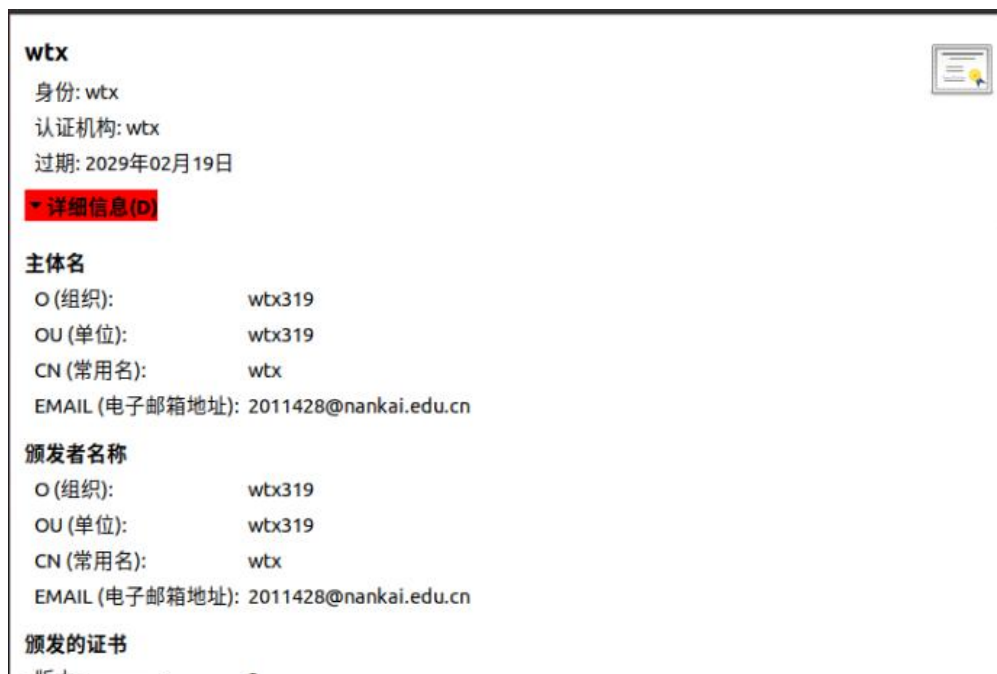 wtx
身份: wtx
认证机构: wtx
过期: 2029年02月19日
详细信息(D)
主体名
O (组织): wtx319
OU (单位): wtx319
CN (常用名): wtx
EMAIL (电子邮箱地址): 2011428@nankai.edu.cn
颁发者名称
O (组织): wtx319
OU (单位): wtx319
CN (常用名): wtx
EMAIL (电子邮箱地址): 2011428@nankai.edu.cn
颁发的证书